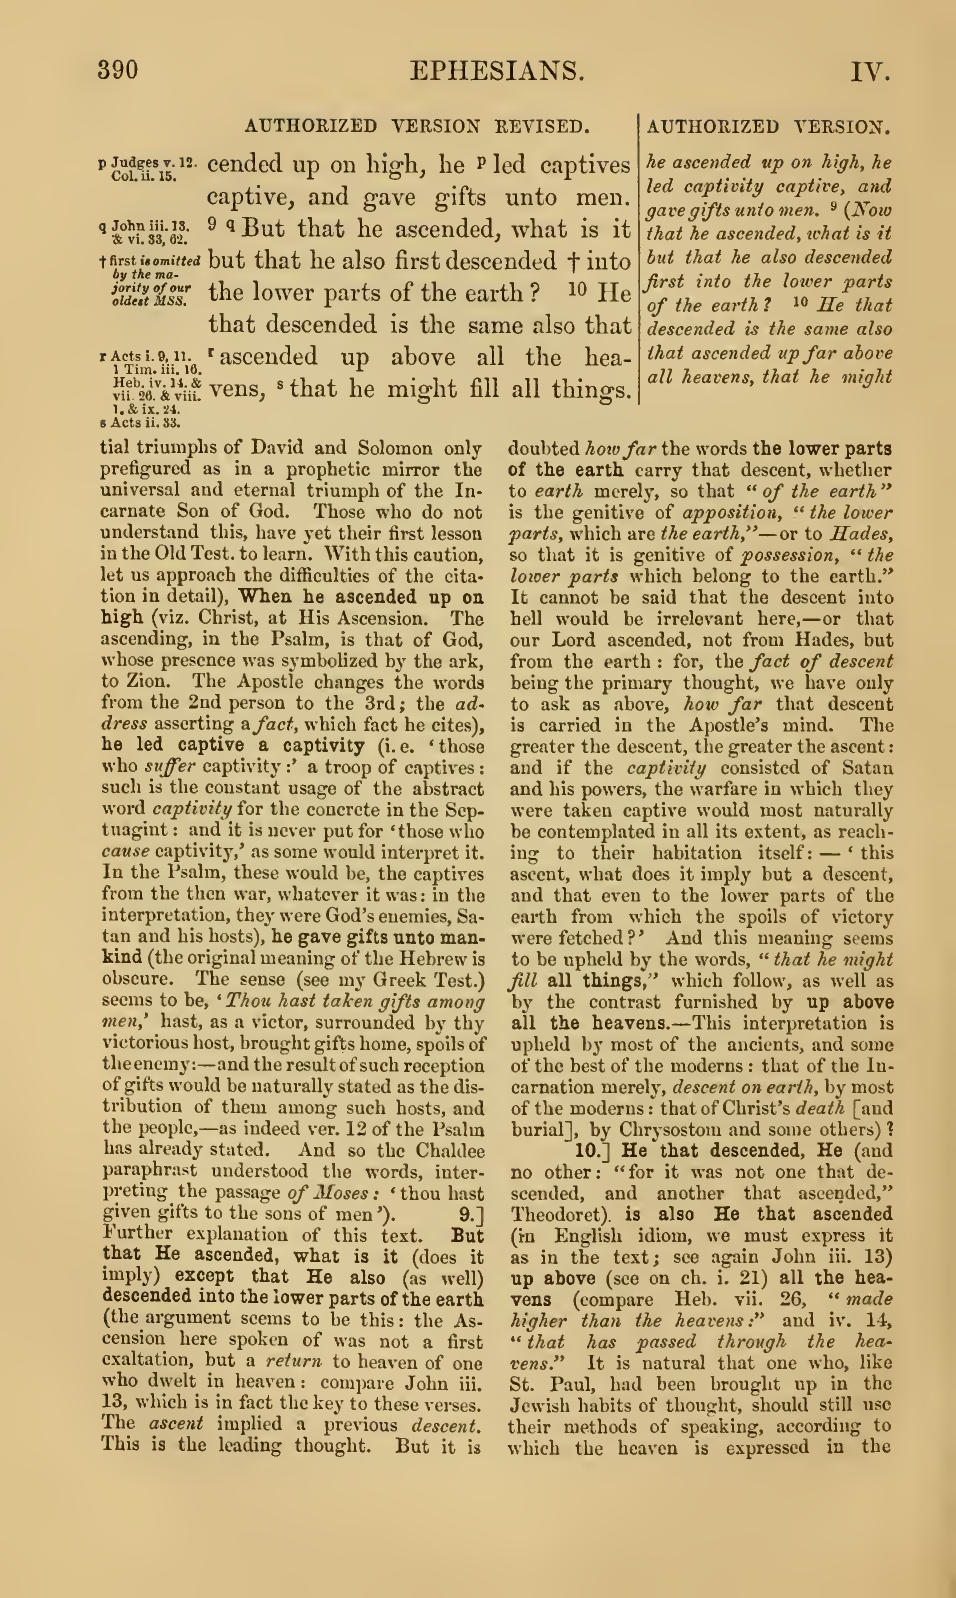 390
EPHESIANS.
IV.
AUTHORIZED VERSION REVISED.
p Judges v. 12.
Col. ii. 15.
q John iii. 13.
& vi. 33, 62.
† first is omitted
by the ma-
jority of our
oldest MSS.
r Acts i. 9, 11.
1 Tim. iii. 16.
Heb. iv. 14. &
vii. 26. & viii.
1. & ix. 24.
s Acts ii. 33.
cended up on high, he p led captives
captive, and gave gifts unto men.
9 q But that he ascended, what is it
but that he also first descended † into
the lower parts of the earth ? 10 He
that descended is the same also that
r ascended up above all the hea-
vens, s that he might fill all things.
AUTHORIZED VERSION.
he ascended up on high, he
led captivity captive, and
gave gifts unto men. 9 (Now
that he ascended, what is it
but that he also descended
first into the lower parts
of the earth ? 10 He that
descended is the same also
that ascended up far above
all heavens, that he might
tial triumphs of David and Solomon only
prefigured as in a prophetic mirror the
universal and eternal triumph of the In-
carnate Son of God. Those who do not
understand this, have yet their first lesson
in the Old Test. to learn. With this caution,
let us approach the difficulties of the cita-
tion in detail), When he ascended up on
high (viz. Christ, at His Ascension. The
ascending, in the Psalm, is that of God,
whose presence was symbolized by the ark,
to Zion. The Apostle changes the words
from the 2nd person to the 3rd; the ad-
dress asserting a fact, which fact he cites),
he led captive a captivity (i. e. ‘those
who suffer captivity :’ a troop of captives :
such is the constant usage of the abstract
word captivity for the concrete in the Sep-
tuagint : and it is never put for ‘those who
cause captivity,’ as some would interpret it.
In the Psalm, these would be, the captives
from the then war, whatever it was: in the
interpretation, they were God's enemies, Sa-
tan and his hosts), he gave gifts unto man-
kind (the original meaning of the Hebrew is
obscure. The sense (see my Greek Test.)
seems to be, ‘Thou hast taken gifts among
men,’ hast, as a victor, surrounded by thy
victorious host, brought gifts home, spoils of
the enemy:—and the result of such reception
of gifts would be naturally stated as the dis-
tribution of them among such hosts, and
the people,—as indeed ver. 12 of the Psalm
has already stated. And so the Chaldee
paraphrast understood the words, inter-
preting the passage of Moses : ‘thou hast
given gifts to the sons of men’). 9.]
Further explanation of this text. But
that He ascended, what is it (does it
imply) except that He also (as well)
descended into the lower parts of the earth
(the argument seems to be this : the As-
cension here spoken of was not a first
exaltation, but a return to heaven of one
who dwelt in heaven : compare John iii.
13, which is in fact the key to these verses.
The ascent implied a previous descent.
This is the leading thought. But it is
doubted how far the words the lower parts
of the earth carry that descent, whether
to earth merely, so that “of the earth”
is the genitive of apposition, “the lower
parts, which are the earth,”—or to Hades,
so that it is genitive of possession, “the
lower parts which belong to the earth.”
It cannot be said that the descent into
hell would be irrelevant here,—or that
our Lord ascended, not from Hades, but
from the earth : for, the fact of descent
being the primary thought, we have only
to ask as above, how far that descent
is carried in the Apostle's mind. The
greater the descent, the greater the ascent :
and if the captivity consisted of Satan
and his powers, the warfare in which they
were taken captive would most naturally
be contemplated in all its extent, as reach-
ing to their habitation itself: — ‘this
ascent, what does it imply but a descent,
and that even to the lower parts of the
earth from which the spoils of victory
were fetched ?’ And this meaning seems
to be upheld by the words, “that he might
fill all things,” which follow, as well as
by the contrast furnished by up above
all the heavens.—This interpretation is
upheld by most of the ancients, and some
of the best of the moderns : that of the In-
carnation merely, descent on earth, by most
of the moderns : that of Christ's death [and
burial], by Chrysostom and some others) ?
10.] He that descended, He (and
no other : “for it was not one that de-
scended, and another that ascended,”
Theodoret). is also He that ascended
(in English idiom, we must express it
as in the text; see again John iii. 13)
up above (see on ch. i. 21) all the hea-
vens (compare Heb. vii. 26, “made
higher than the heavens :” and iv. 14,
“that has passed through the hea-
vens.” It is natural that one who, like
St. Paul, had been brought up in the
Jewish habits of thought, should still use
their methods of speaking, according to
which the heaven is expressed in the